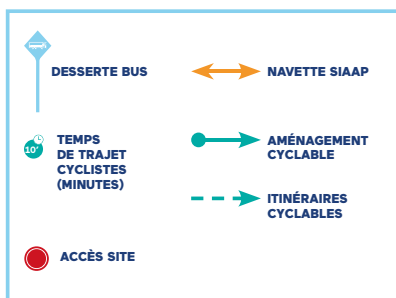 DESSERTE BUS
NAVETTE SIAAP
10'
TEMPS
DE TRAJET
CYCLISTES
(MINUTES)
AMÉNAGEMENT
CYCLABLE
ITINÉRAIRES
CYCLABLES
ACCÈS SITE